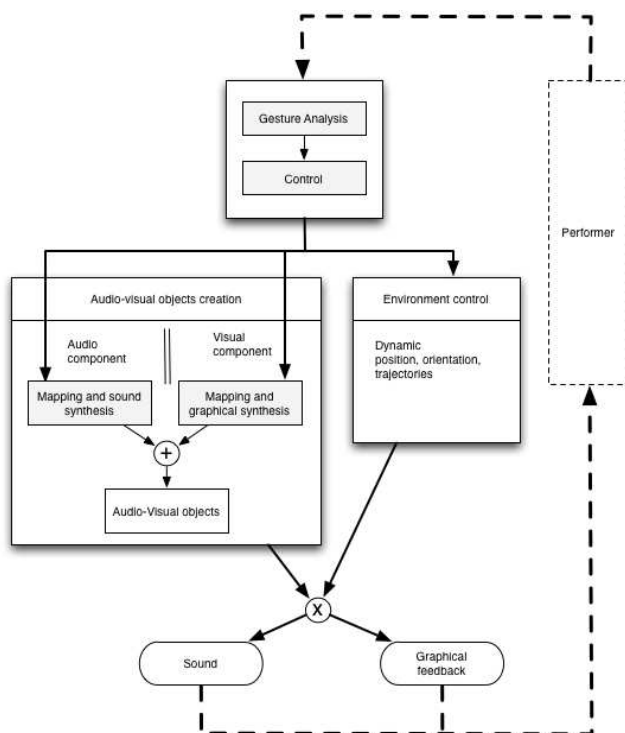 Gesture Analysis
Control
Performer
Audio-visual objects creation
Environment control
Audio
component
Visual
component
Dynamic
position, orientation,
trajectories
Mapping and sound
synthesis
Mapping and
graphical synthesis
+
Audio-Visual objects
X
Sound
Graphical
feedback